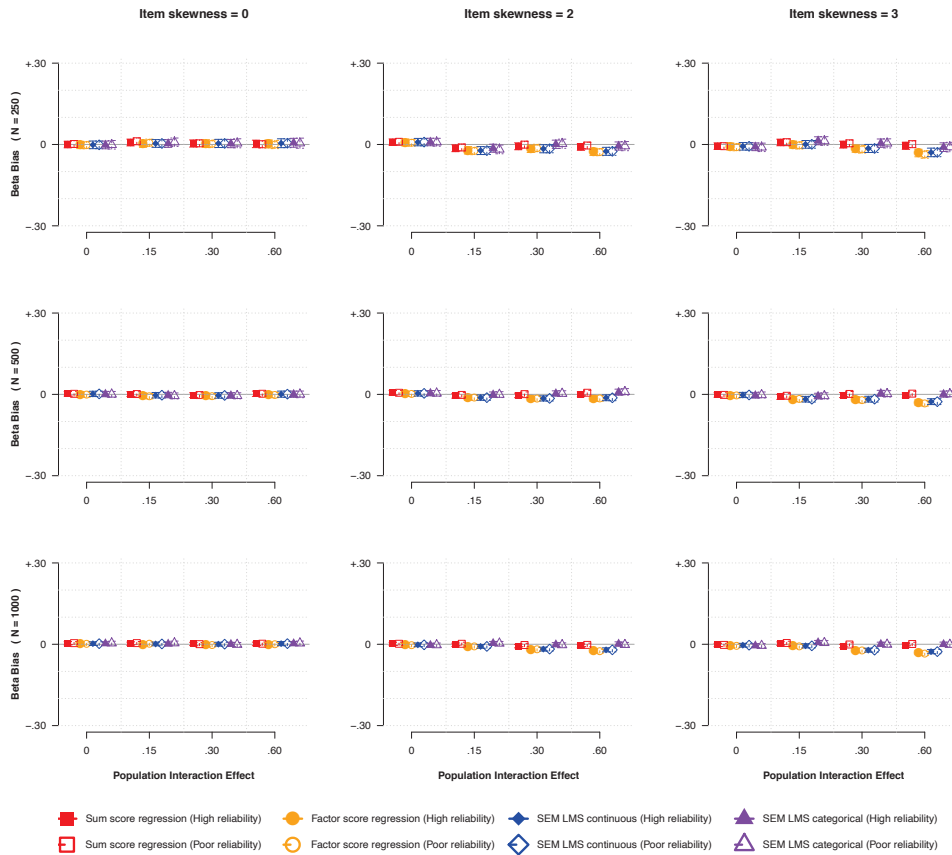 Item skewness = 0
Item skewness = 2
Item skewness = 3
Beta Bias ( N = 250 )
+.30
0
−.30
0 .15 .30 .60
+.30
0
−.30
0 .15 .30 .60
+.30
0
−.30
0 .15 .30 .60
Beta Bias ( N = 500 )
+.30
0
−.30
0 .15 .30 .60
+.30
0
−.30
0 .15 .30 .60
+.30
0
−.30
0 .15 .30 .60
Beta Bias ( N = 1000 )
+.30
0
−.30
0 .15 .30 .60
Population Interaction Effect
+.30
0
−.30
0 .15 .30 .60
Population Interaction Effect
+.30
0
−.30
0 .15 .30 .60
Population Interaction Effect
Sum score regression (High reliability)
Factor score regression (High reliability)
SEM LMS continuous (High reliability)
SEM LMS categorical (High reliability)
Sum score regression (Poor reliability)
Factor score regression (Poor reliability)
SEM LMS continuous (Poor reliability)
SEM LMS categorical (Poor reliability)